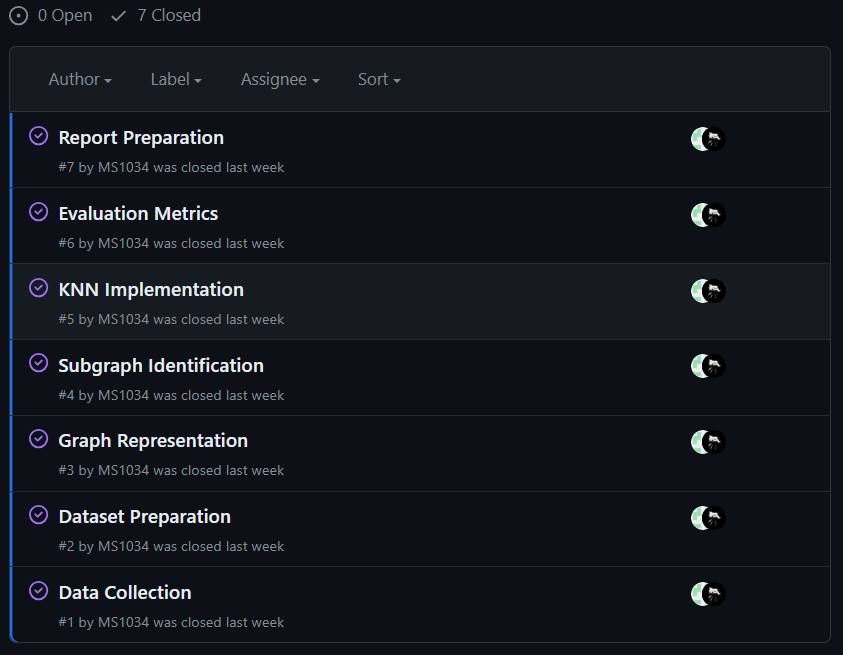 0 Open 7 Closed
Author Label Assignee Sort
Report Preparation
#7 by MS1034 was closed last week
Evaluation Metrics
#6 by MS1034 was closed last week
KNN Implementation
#5 by MS1034 was closed last week
Subgraph Identification
#4 by MS1034 was closed last week
Graph Representation
#3 by MS1034 was closed last week
Dataset Preparation
#2 by MS1034 was closed last week
Data Collection
#1 by MS1034 was closed last week